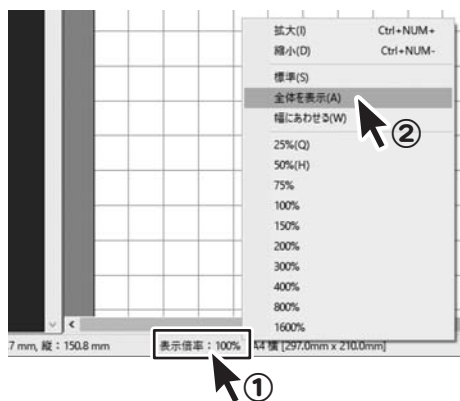 拡大(I) Ctrl+NUM+
縮小(D) Ctrl+NUM-
標準(S)
全体を表示(A)
幅にあわせる(W)
②
25%(Q)
50%(H)
75%
100%
150%
200%
300%
400%
800%
1600%
7 mm, 縦：150.8 mm 表示倍率：100% A4 横 [297.0mm x 210.0mm]
①